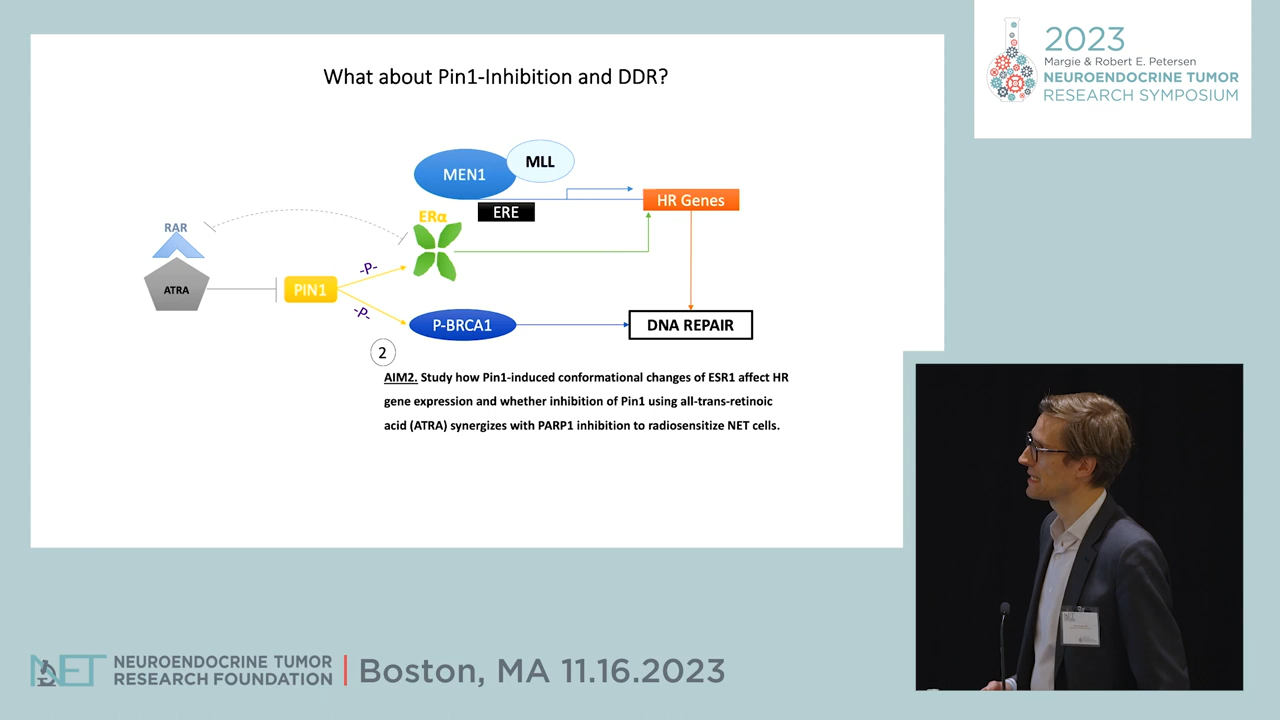 What about Pin1-Inhibition and DDR?
2023
Margie & Robert E. Petersen
NEUROENDOCRINE TUMOR
RESEARCH SYMPOSIUM
MEN1
MLL
HR Genes
ERE
ERα
RAR
ATRA
PIN1
-P-
-P-
P-BRCA1
DNA REPAIR
2
AIM2. Study how Pin1-induced conformational changes of ESR1 affect HR
gene expression and whether inhibition of Pin1 using all-trans-retinoic
acid (ATRA) synergizes with PARP1 inhibition to radiosensitize NET cells.
NET
NEUROENDOCRINE TUMOR
RESEARCH FOUNDATION
Boston, MA 11.16.2023